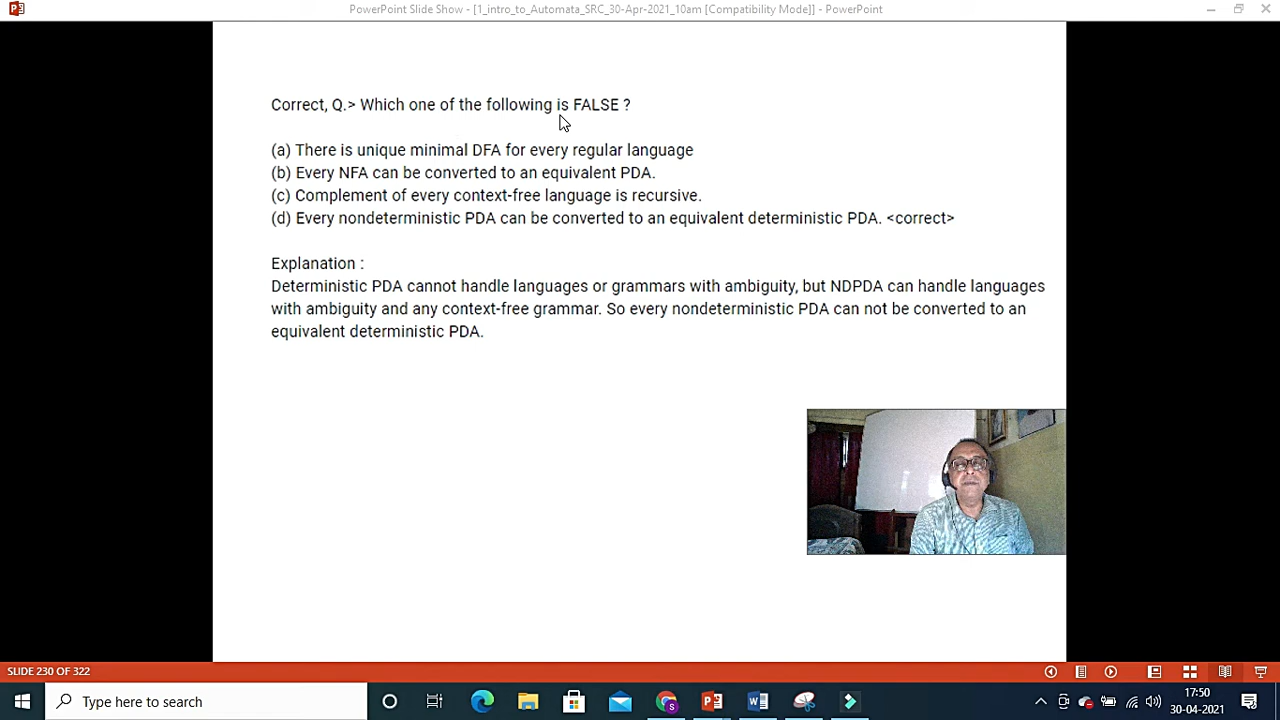 PowerPoint Slide Show - [1_intro_to_Automata_SRC_30-Apr-2021_10am [Compatibility Mode]] - PowerPoint
Correct, Q.> Which one of the following is FALSE ?
(a) There is unique minimal DFA for every regular language
(b) Every NFA can be converted to an equivalent PDA.
(c) Complement of every context-free language is recursive.
(d) Every nondeterministic PDA can be converted to an equivalent deterministic PDA. <correct>
Explanation :
Deterministic PDA cannot handle languages or grammars with ambiguity, but NDPDA can handle languages
with ambiguity and any context-free grammar. So every nondeterministic PDA can not be converted to an
equivalent deterministic PDA.
SLIDE 230 OF 322
Type here to search
17:50
30-04-2021